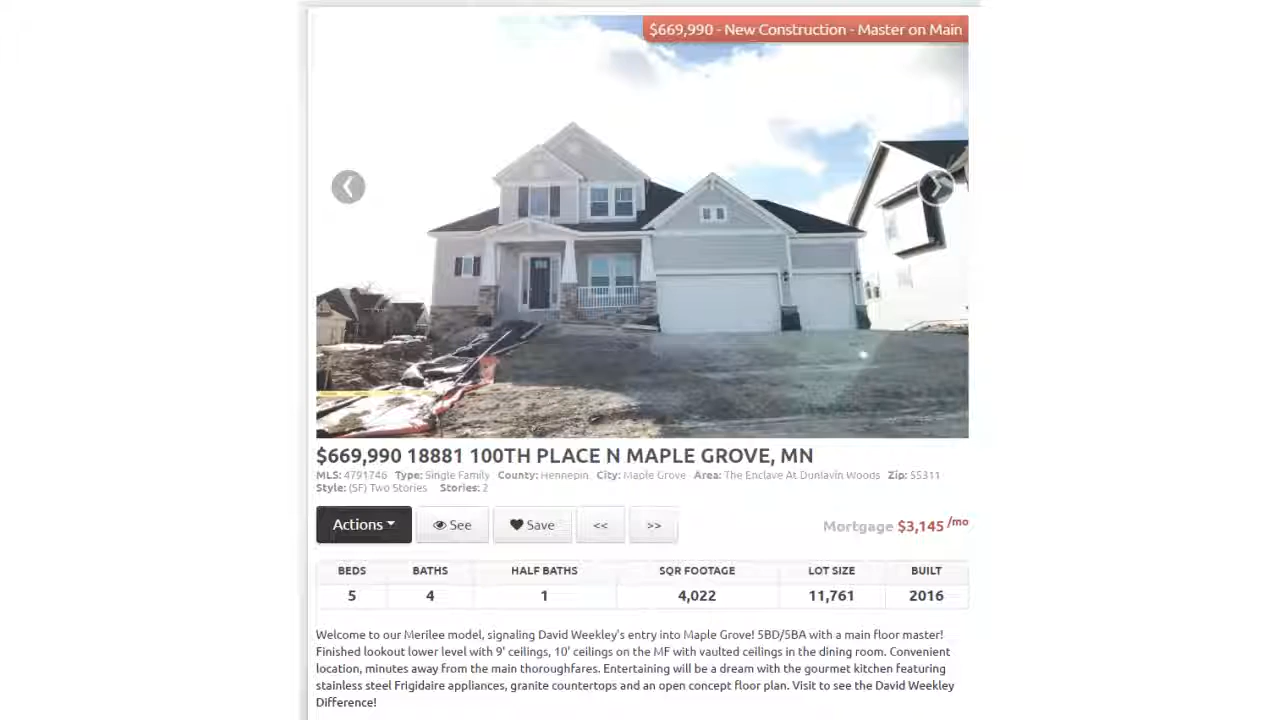 $669,990 - New Construction - Master on Main
$669,990 18881 100TH PLACE N MAPLE GROVE, MN
MLS: 4791746 Type: Single Family County: Hennepin City: Maple Grove Area: The Enclave At Dunlavin Woods Zip: 55311
Style: (SF) Two Stories Stories: 2
Actions See Save << >> Mortgage $3,145 /mo
BEDS BATHS HALF BATHS SQR FOOTAGE LOT SIZE BUILT
5 4 1 4,022 11,761 2016
Welcome to our Merilee model, signaling David Weekley's entry into Maple Grove! 5BD/5BA with a main floor master!
Finished lookout lower level with 9' ceilings, 10' ceilings on the MF with vaulted ceilings in the dining room. Convenient
location, minutes away from the main thoroughfares. Entertaining will be a dream with the gourmet kitchen featuring
stainless steel Frigidaire appliances, granite countertops and an open concept floor plan. Visit to see the David Weekley
Difference!